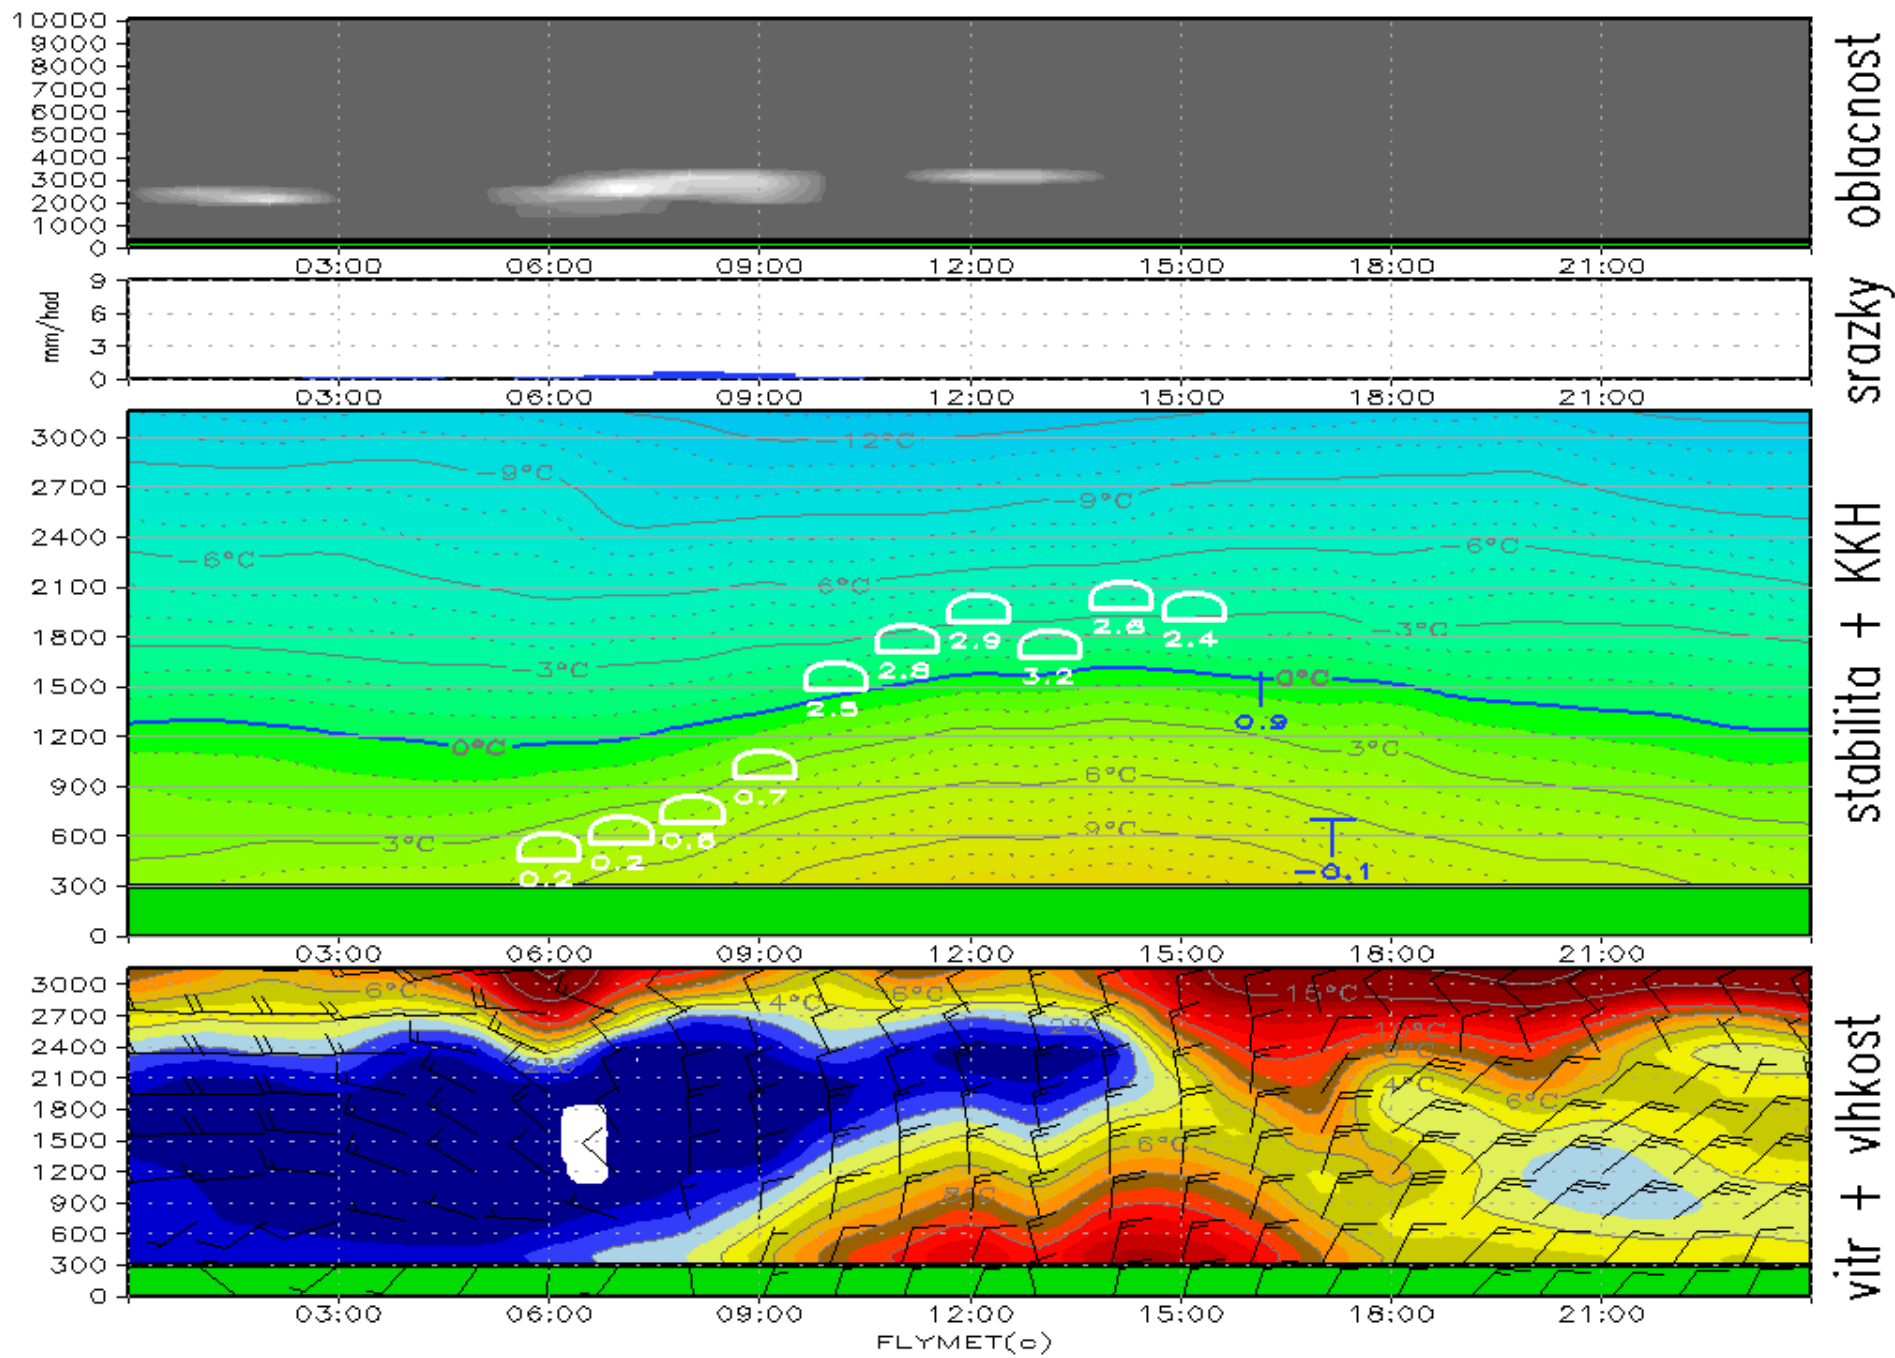 10000
9000
8000
7000
6000
5000
4000
3000
2000
1000
0
oblacnost
03:00 06:00 09:00 12:00 15:00 18:00 21:00
mm/hod
9
6
3
0
srazky
03:00 06:00 09:00 12:00 15:00 18:00 21:00
3000
2700
2400
2100
1800
1500
1200
900
600
300
0
stabilita + KKH
-12°C
-9°C
-9°C
-6°C
-6°C
6°C
-3°C
-3°C
0°C
0°C
3°C
6°C
3°C
9°C
0.2
0.2
0.6
0.7
2.8
2.9
3.2
2.6
2.4
0.9
-0.1
03:00 06:00 09:00 12:00 15:00 18:00 21:00
3000
2700
2400
2100
1800
1500
1200
900
600
300
0
vitr + vlhkost
6°C
4°C
6°C
15°C
2°C
10°C
8°C
2°C
4°C
6°C
6°C
8°C
03:00 06:00 09:00 12:00 15:00 18:00 21:00
FLYMET(c)